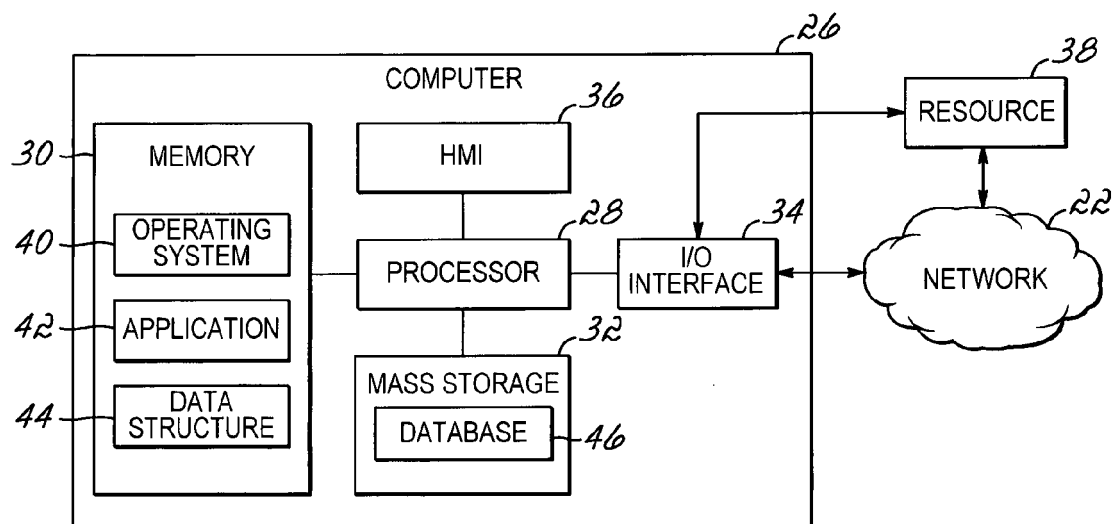 26
COMPUTER
38
RESOURCE
36
HMI
30
MEMORY
40
OPERATING
SYSTEM
28
PROCESSOR
34
I/O
INTERFACE
22
NETWORK
42
APPLICATION
32
MASS STORAGE
44
DATA
STRUCTURE
DATABASE
46